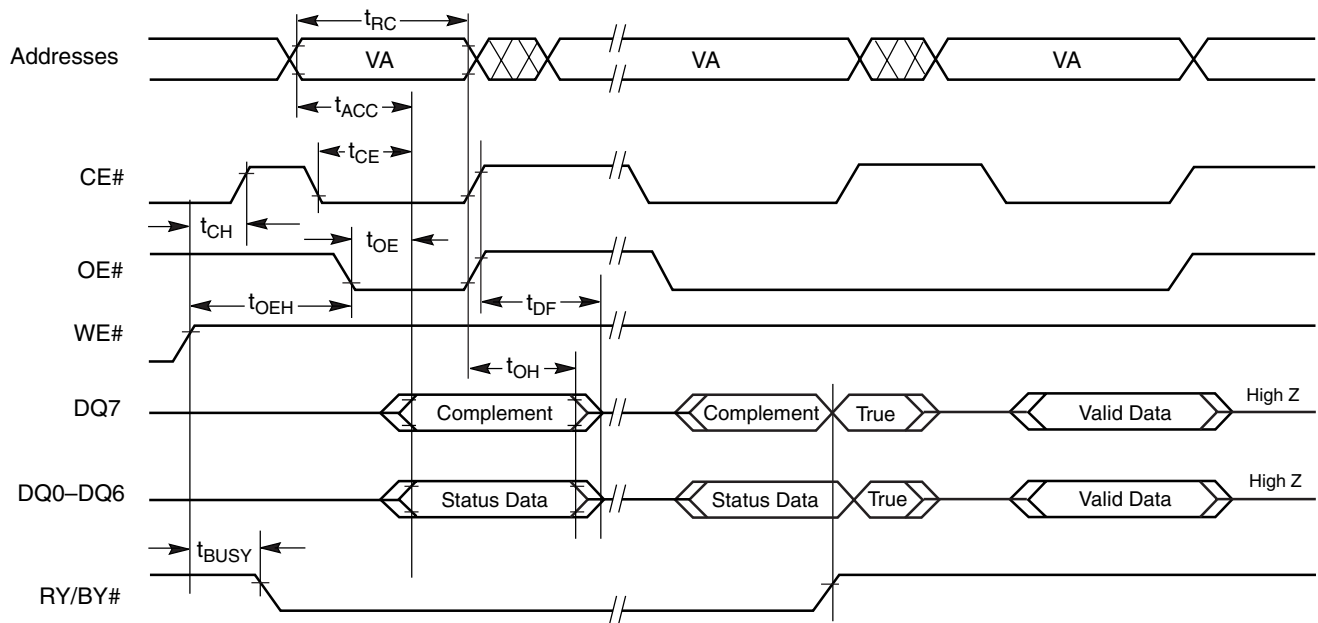 tRC
Addresses VA VA VA
tACC
tCE
CE#
tCH
tOE
OE#
tOEH tDF
WE#
tOH
DQ7 Complement Complement True Valid Data High Z
DQ0–DQ6 Status Data Status Data True Valid Data High Z
tBUSY
RY/BY#